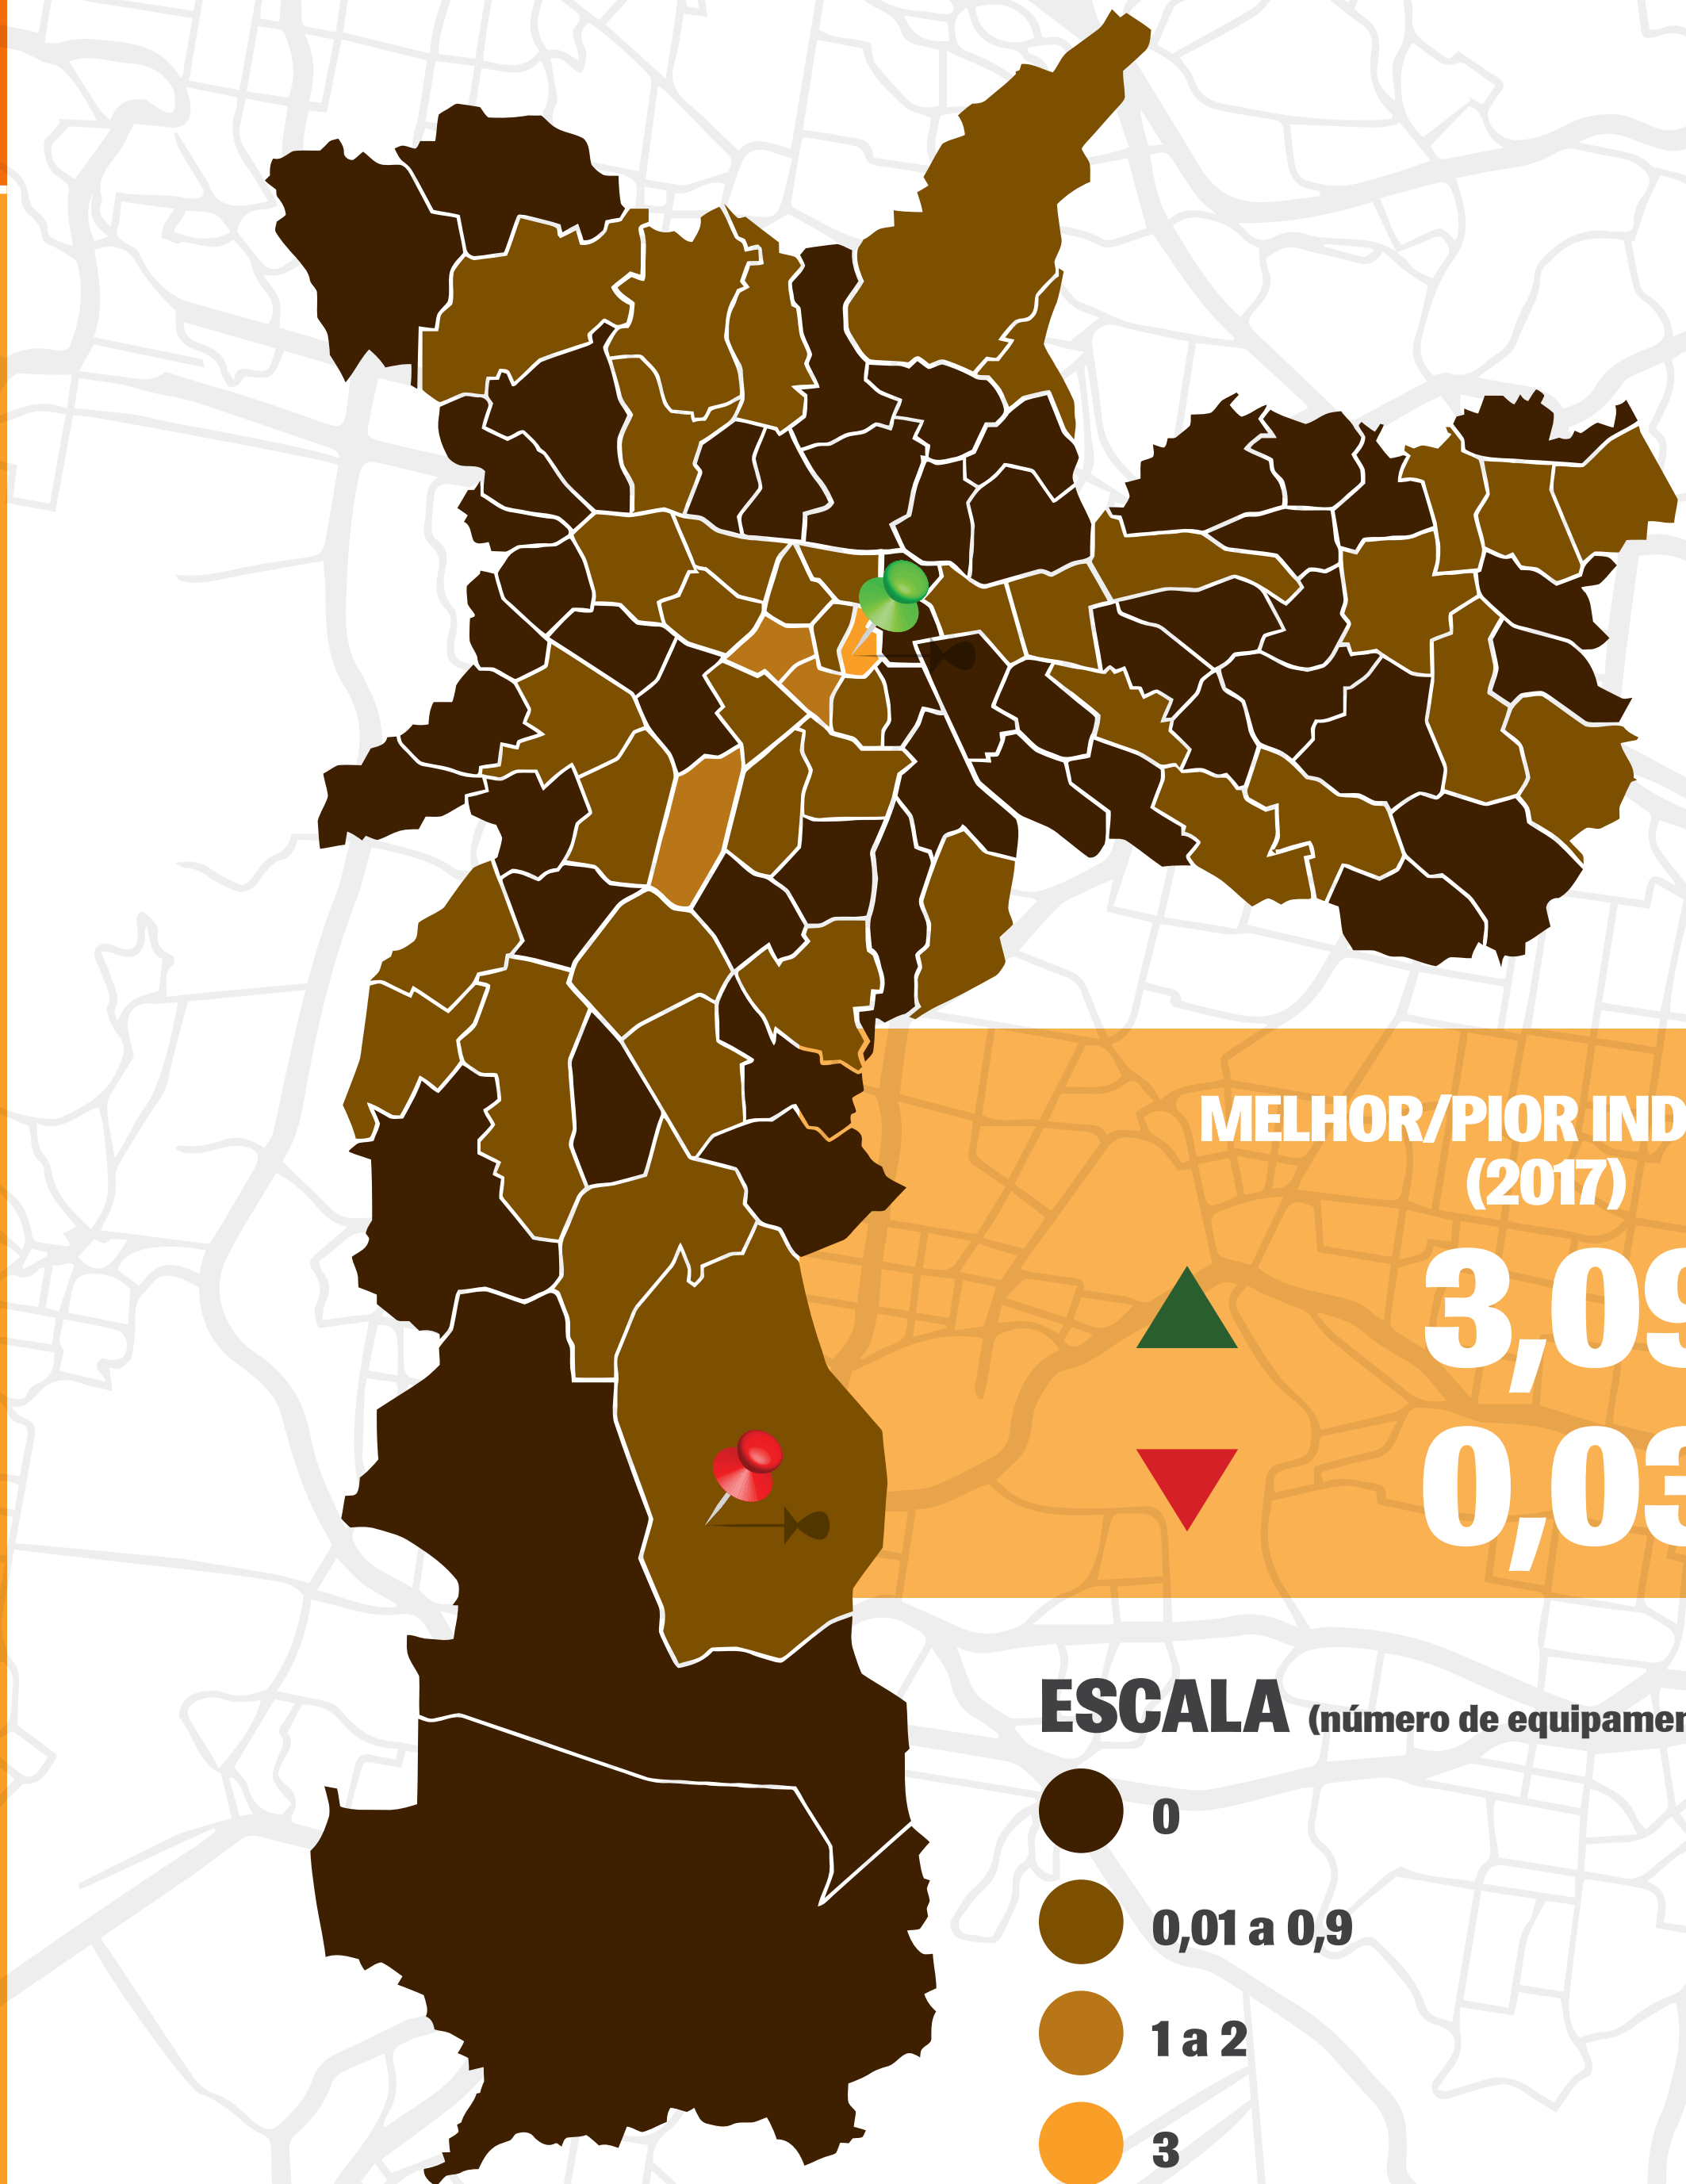 MELHOR/PIOR IND
(2017)
3,09
0,03
ESCALA (número de equipamen
0
0,01 a 0,9
1 a 2
3